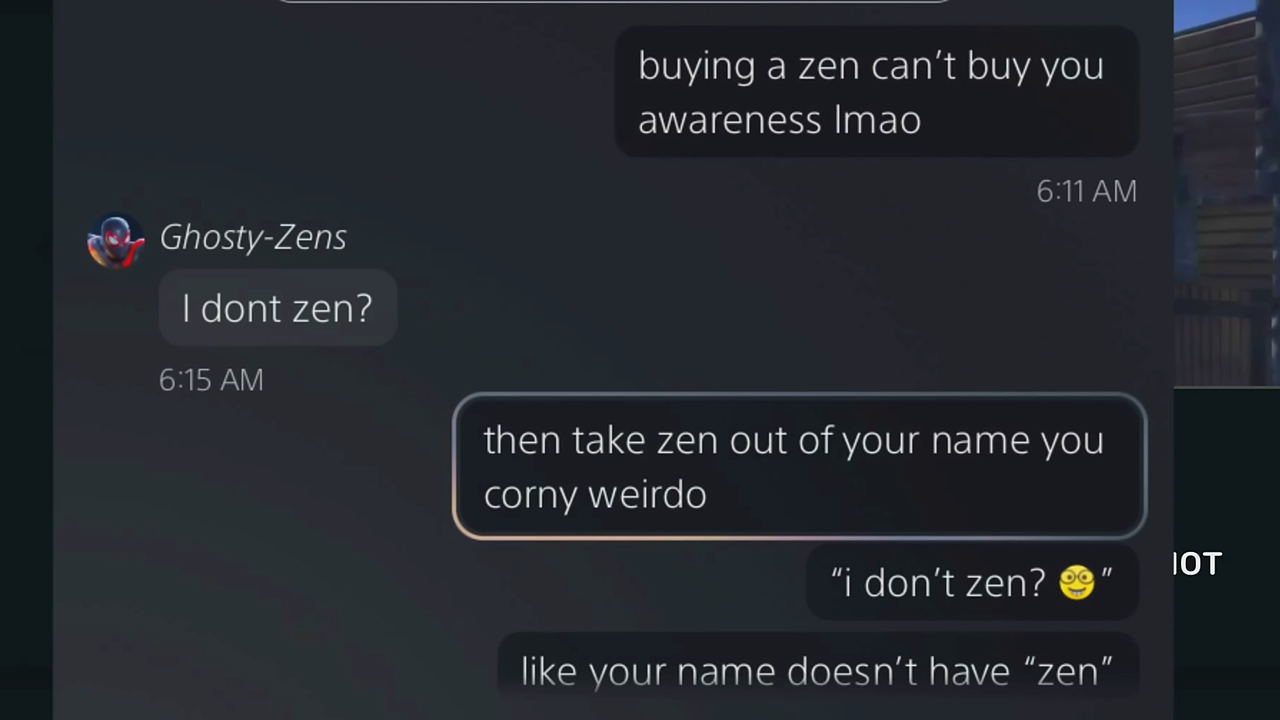 buying a zen can’t buy you
awareness lmao
6:11 AM
Ghosty-Zens
I dont zen?
6:15 AM
then take zen out of your name you
corny weirdo
“i don’t zen? 🤓”
like your name doesn’t have “zen”